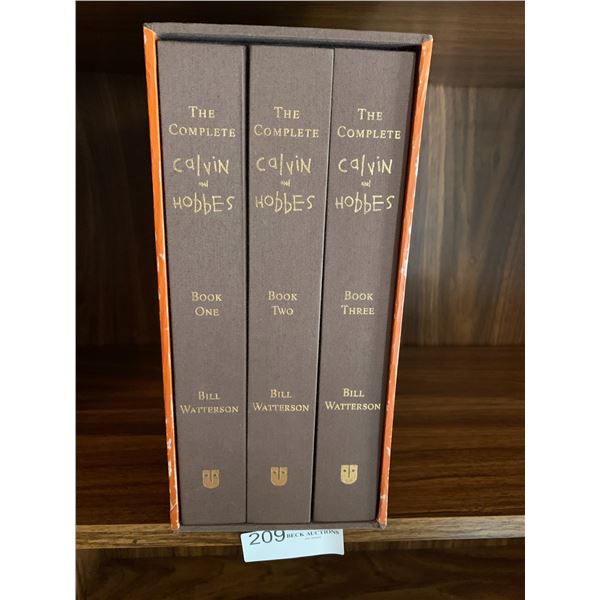 THE
COMPLETE
CalviN
and
HobbEs
BOOK
ONE
BILL
WATTERSON
THE
COMPLETE
CalviN
and
HobbEs
BOOK
TWO
BILL
WATTERSON
THE
COMPLETE
CalviN
and
HobbEs
BOOK
THREE
BILL
WATTERSON
209 BECK AUCTIONS